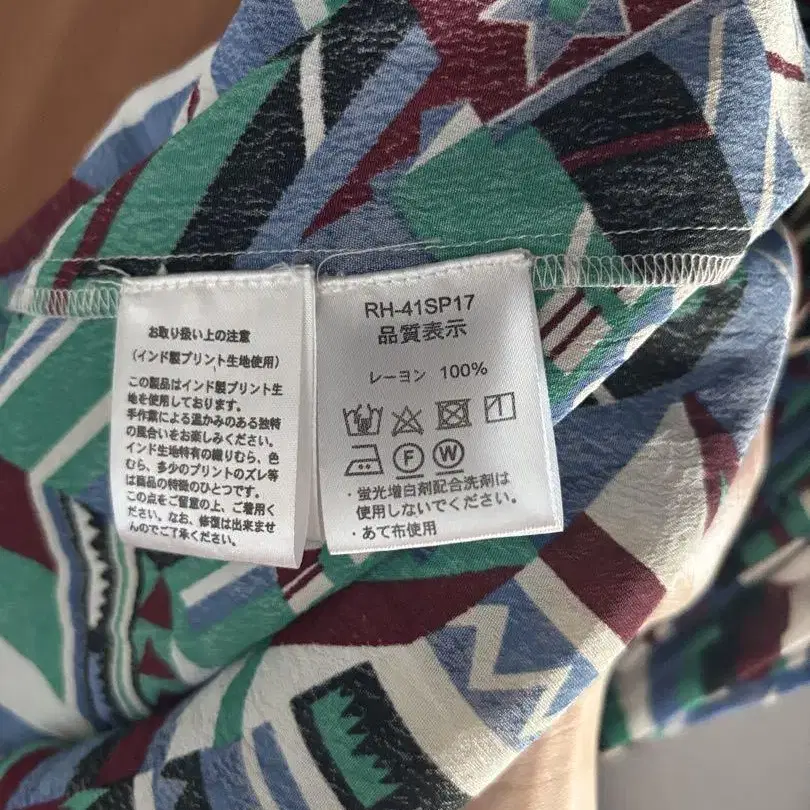 お取り扱い上の注意
(インド製プリント生地使用)
この製品はインド製プリント生
地を使用しております。
手作業による温かみのある独特
の風合いをお楽しみください。
インド生地特有の織りむら、色
むら、多少のプリントのズレ等
は商品の特徴のひとつです。
この点をご留意の上、ご着用く
ださい。なお、修復は出来ませ
んのでご了承ください。
RH-41SP17
品質表示
レーヨン 100%
F W
・蛍光増白剤配合洗剤は
使用しないでください。
・あて布使用